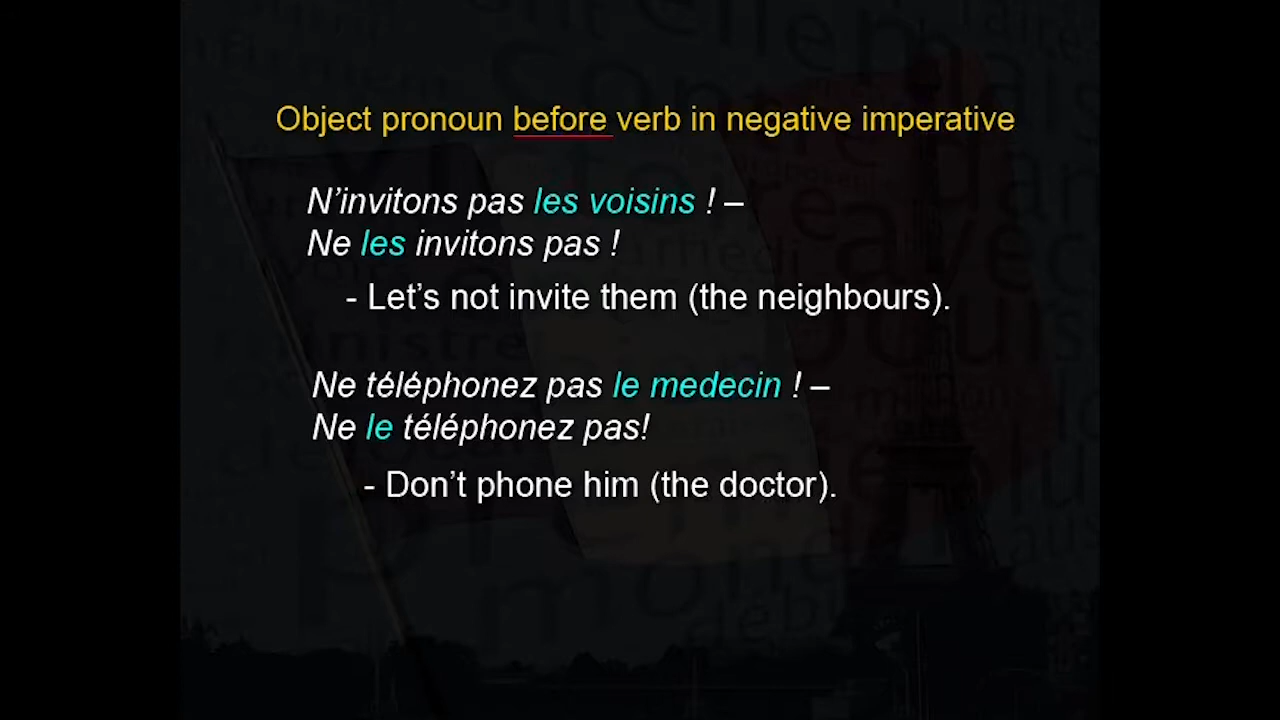 Object pronoun before verb in negative imperative
N’invitons pas les voisins ! –
Ne les invitons pas !
- Let’s not invite them (the neighbours).
Ne téléphonez pas le medecin ! –
Ne le téléphonez pas!
- Don’t phone him (the doctor).